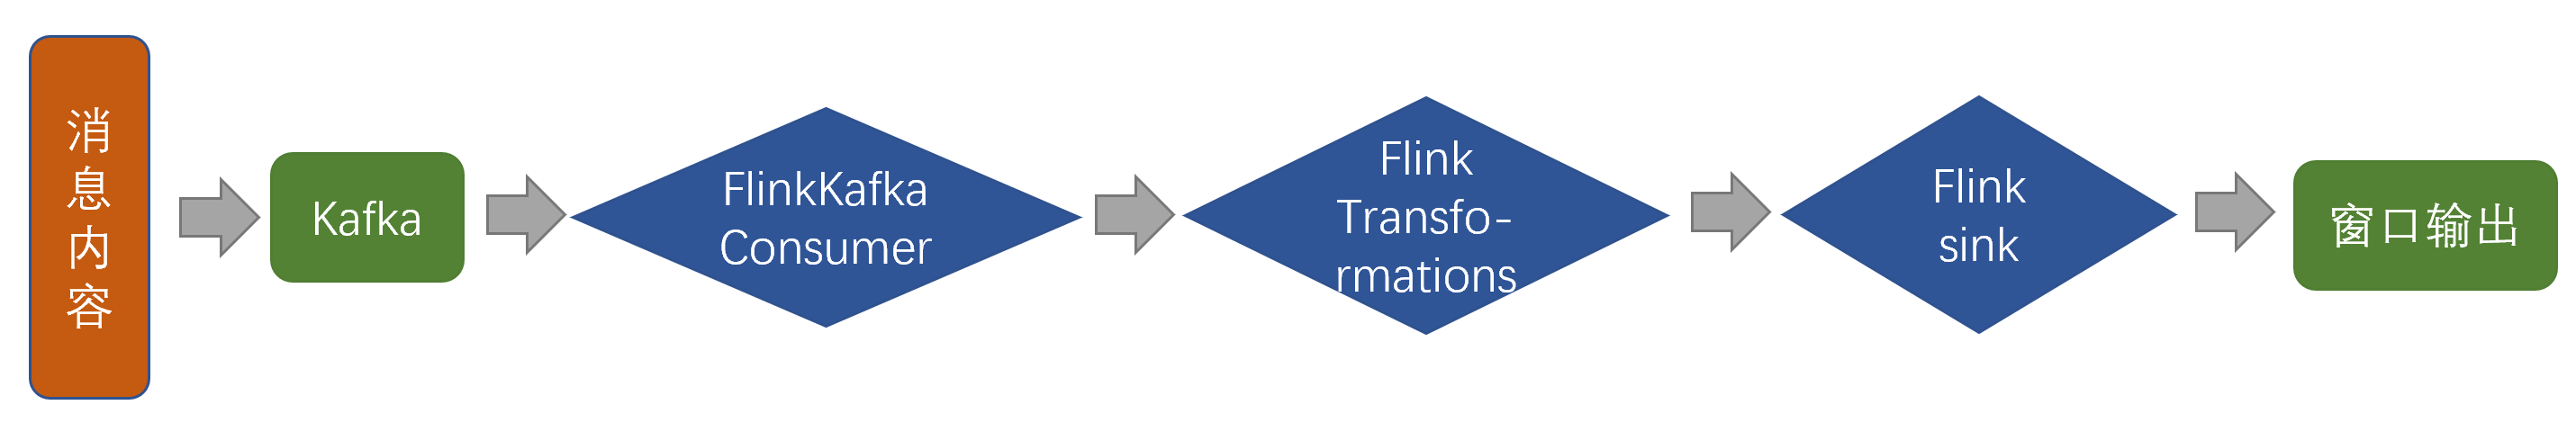 消
息
内
容
Kafka
FlinkKafka
Consumer
Flink
Transfo-
rmations
Flink
sink
窗口输出